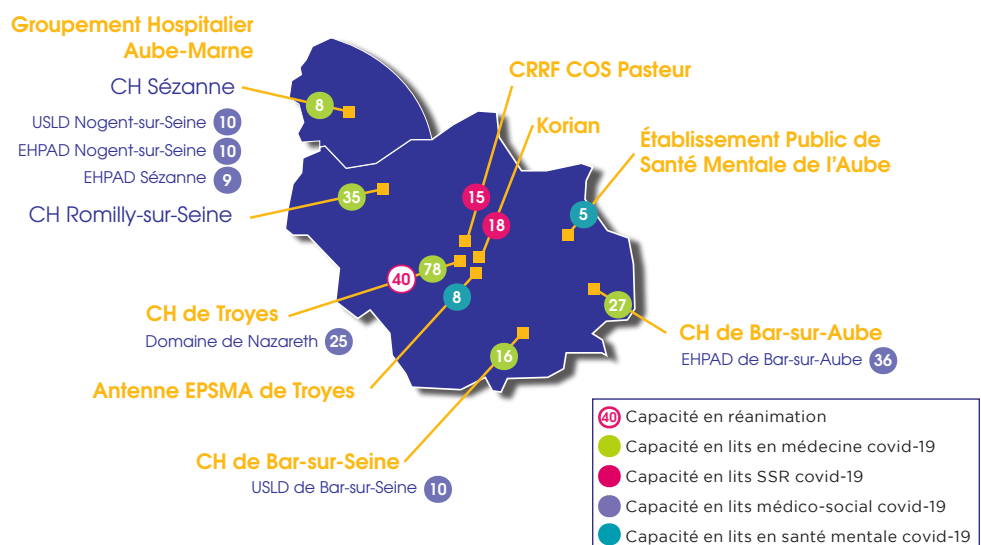 Groupement Hospitalier
Aube-Marne
CH Sézanne
8
USLD Nogent-sur-Seine 10
EHPAD Nogent-sur-Seine 10
EHPAD Sézanne 9
CH Romilly-sur-Seine
35
CRRF COS Pasteur
15
Korian
18
Établissement Public de
Santé Mentale de l'Aube
5
40
78
8
CH de Troyes
Domaine de Nazareth 25
Antenne EPSMA de Troyes
16
CH de Bar-sur-Seine
USLD de Bar-sur-Seine 10
27
CH de Bar-sur-Aube
EHPAD de Bar-sur-Aube 36
40 Capacité en réanimation
Capacité en lits en médecine covid-19
Capacité en lits SSR covid-19
Capacité en lits médico-social covid-19
Capacité en lits en santé mentale covid-19